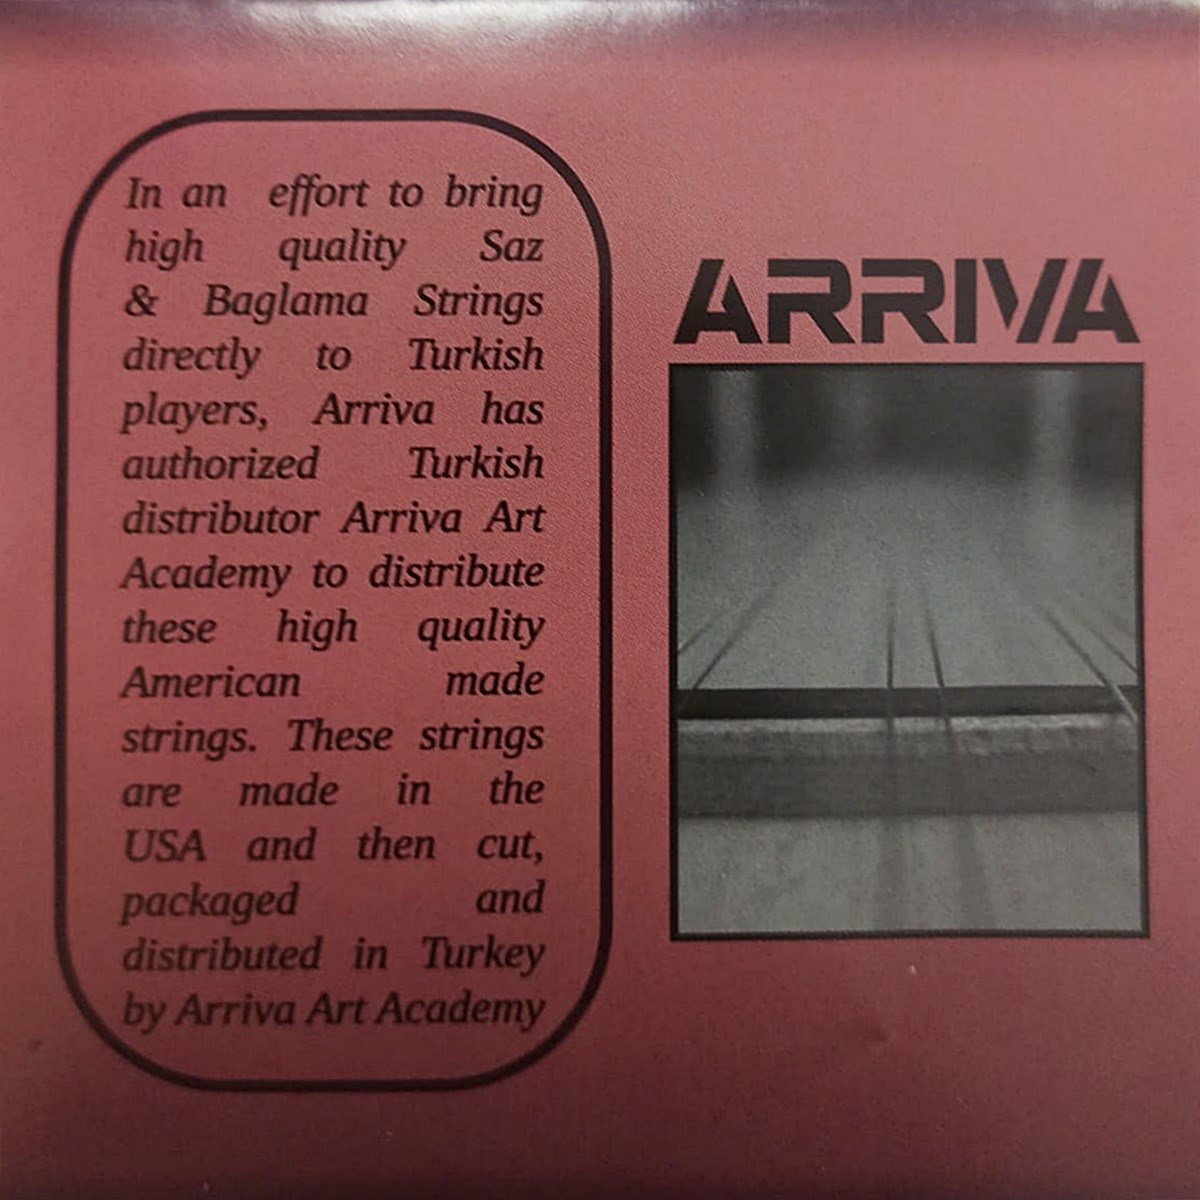 In an effort to bring
high quality Saz
& Baglama Strings
directly to Turkish
players, Arriva has
authorized Turkish
distributor Arriva Art
Academy to distribute
these high quality
American made
strings. These strings
are made in the
USA and then cut,
packaged and
distributed in Turkey
by Arriva Art Academy
ARRIVA